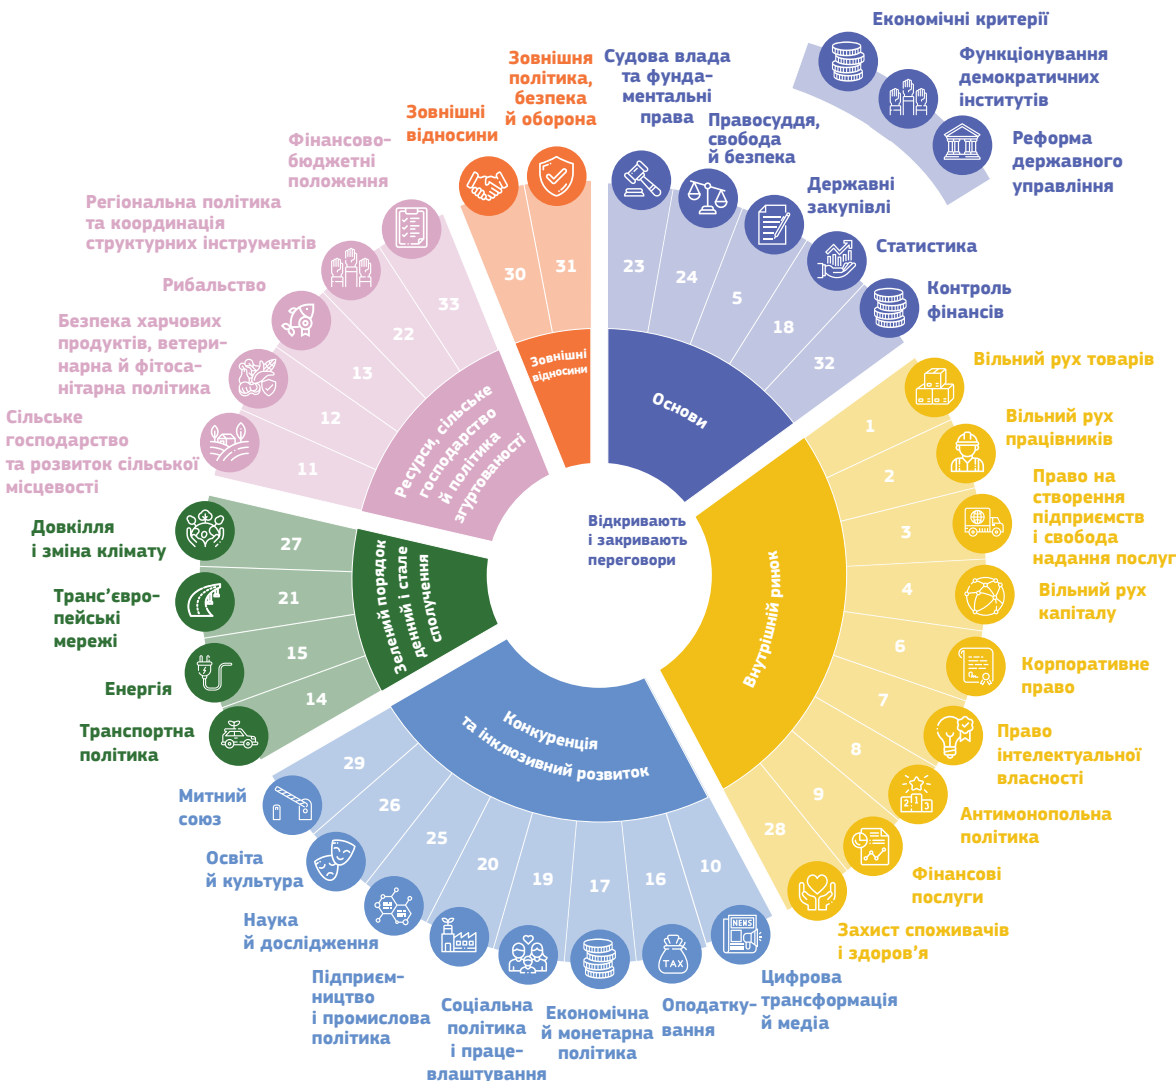 Економічні критерії
Функціонування
демократичних
інститутів
Реформа
державного
управління
Судова влада
та фунда-
ментальні
права
Правосуддя,
свобода
й безпека
Державні
закупівлі
Статистика
Контроль
фінансів
23
24
5
18
32
Основи
Вільний рух товарів
Вільний рух
працівників
Право на
створення
підприємств
і свобода
надання послуг
Вільний рух
капіталу
Корпоративне
право
Право
інтелектуальної
власності
Антимонопольна
політика
Фінансові
послуги
Захист споживачів
і здоров’я
1
2
3
4
6
7
8
9
28
Внутрішній ринок
Цифрова
трансформація
й медіа
Оподатку-
вання
Економічна
й монетарна
політика
Соціальна
політика
і праце-
влаштування
Підприєм-
ництво
і промислова
політика
Наука
й дослідження
Освіта
й культура
Митний
союз
10
16
17
19
20
25
26
29
NEWS
TAX
1
2
3
Конкуренція
та інклюзивний розвиток
Транспортна
політика
Енергія
Транс’євро-
пейські
мережі
Довкілля
і зміна клімату
14
15
21
27
Зелений порядок
денний і стале
сполучення
Сільське
господарство
та розвиток сільської
місцевості
Безпека харчових
продуктів, ветери-
нарна й фітоса-
нітарна політика
Рибальство
Регіональна політика
та координація
структурних інструментів
Фінансово-
бюджетні
положення
11
12
13
22
33
Ресурси, сільське
господарство
й політика
згуртованості
Зовнішні
відносини
Зовнішня
політика,
безпека
й оборона
30
31
Зовнішні
відносини
Відкривають
і закривають
переговори